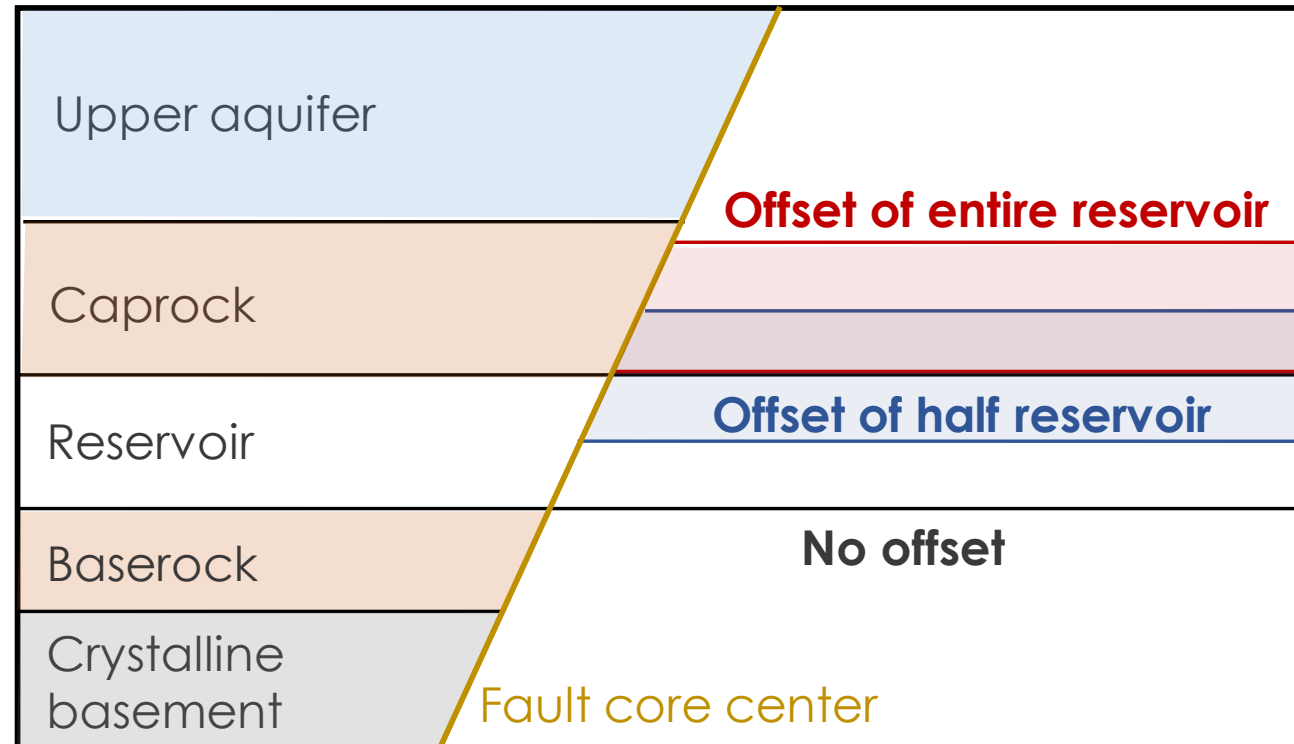 Upper aquifer
Offset of entire reservoir
Caprock
Offset of half reservoir
Reservoir
No offset
Baserock
Crystalline
basement
Fault core center